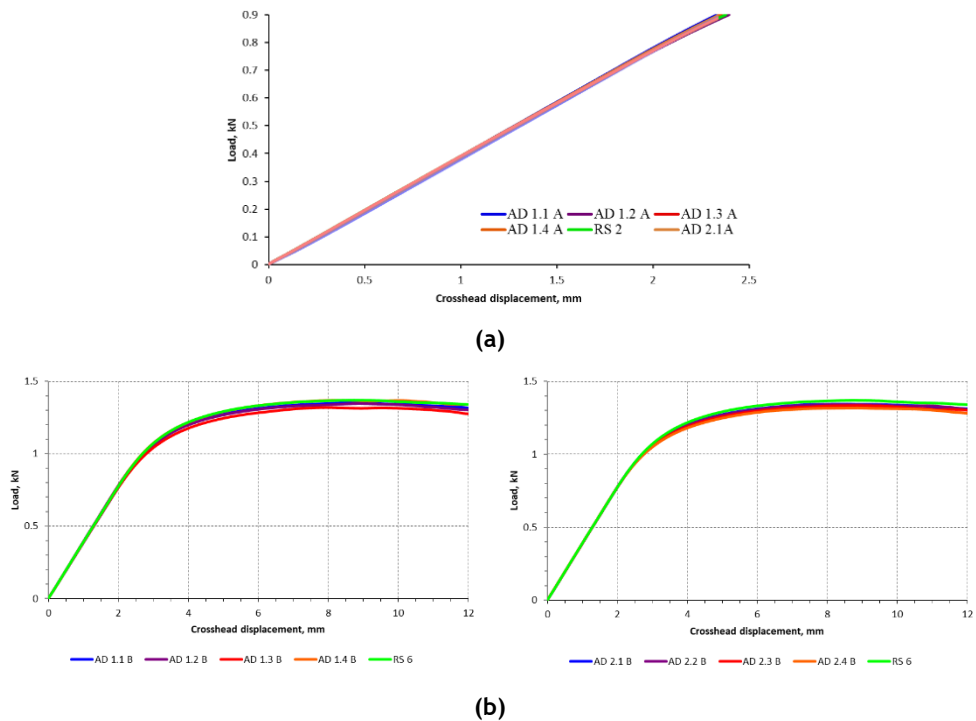 0.9
0.8
0.7
0.6
0.5
0.4
0.3
0.2
0.1
0
Load, kN
AD 1.1 A AD 1.2 A AD 1.3 A
AD 1.4 A RS 2 AD 2.1A
0 0.5 1 1.5 2 2.5
Crosshead displacement, mm
(a)
1.5
1
0.5
0
Load, kN
0 2 4 6 8 10 12
Crosshead displacement, mm
AD 1.1 B AD 1.2 B AD 1.3 B AD 1.4 B RS 6
1.5
1
0.5
0
Load, kN
0 2 4 6 8 10 12
Crosshead displacement, mm
AD 2.1 B AD 2.2 B AD 2.3 B AD 2.4 B RS 6
(b)